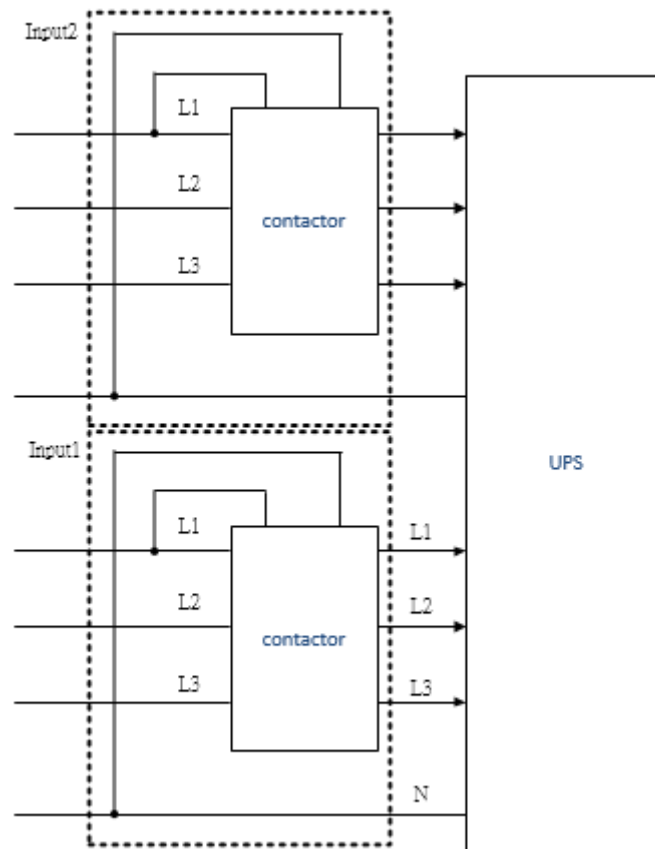 Input2
L1
L2
contactor
L3
Input1
UPS
L1 L1
L2 L2
contactor
L3 L3
N